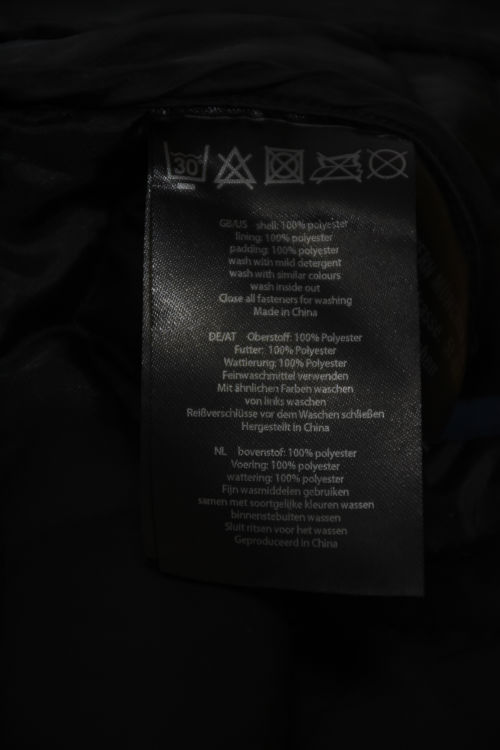 30
GB/US shell: 100% polyester
lining: 100% polyester
padding: 100% polyester
wash with mild detergent
wash with similar colours
wash inside out
Close all fasteners for washing
Made in China
DE/AT Oberstoff: 100% Polyester
Futter: 100% Polyester
Wattierung: 100% Polyester
Feinwaschmittel verwenden
Mit ähnlichen Farben waschen
von links waschen
Reißverschlüsse vor dem Waschen schließen
Hergestellt in China
NL bovenstof: 100% polyester
Voering: 100% polyester
wattering: 100% polyester
Fijn wasmiddelen gebruiken
samen met soortgelijke kleuren wassen
binnenstebuiten wassen
Sluit ritsen voor het wassen
Geproduceerd in China